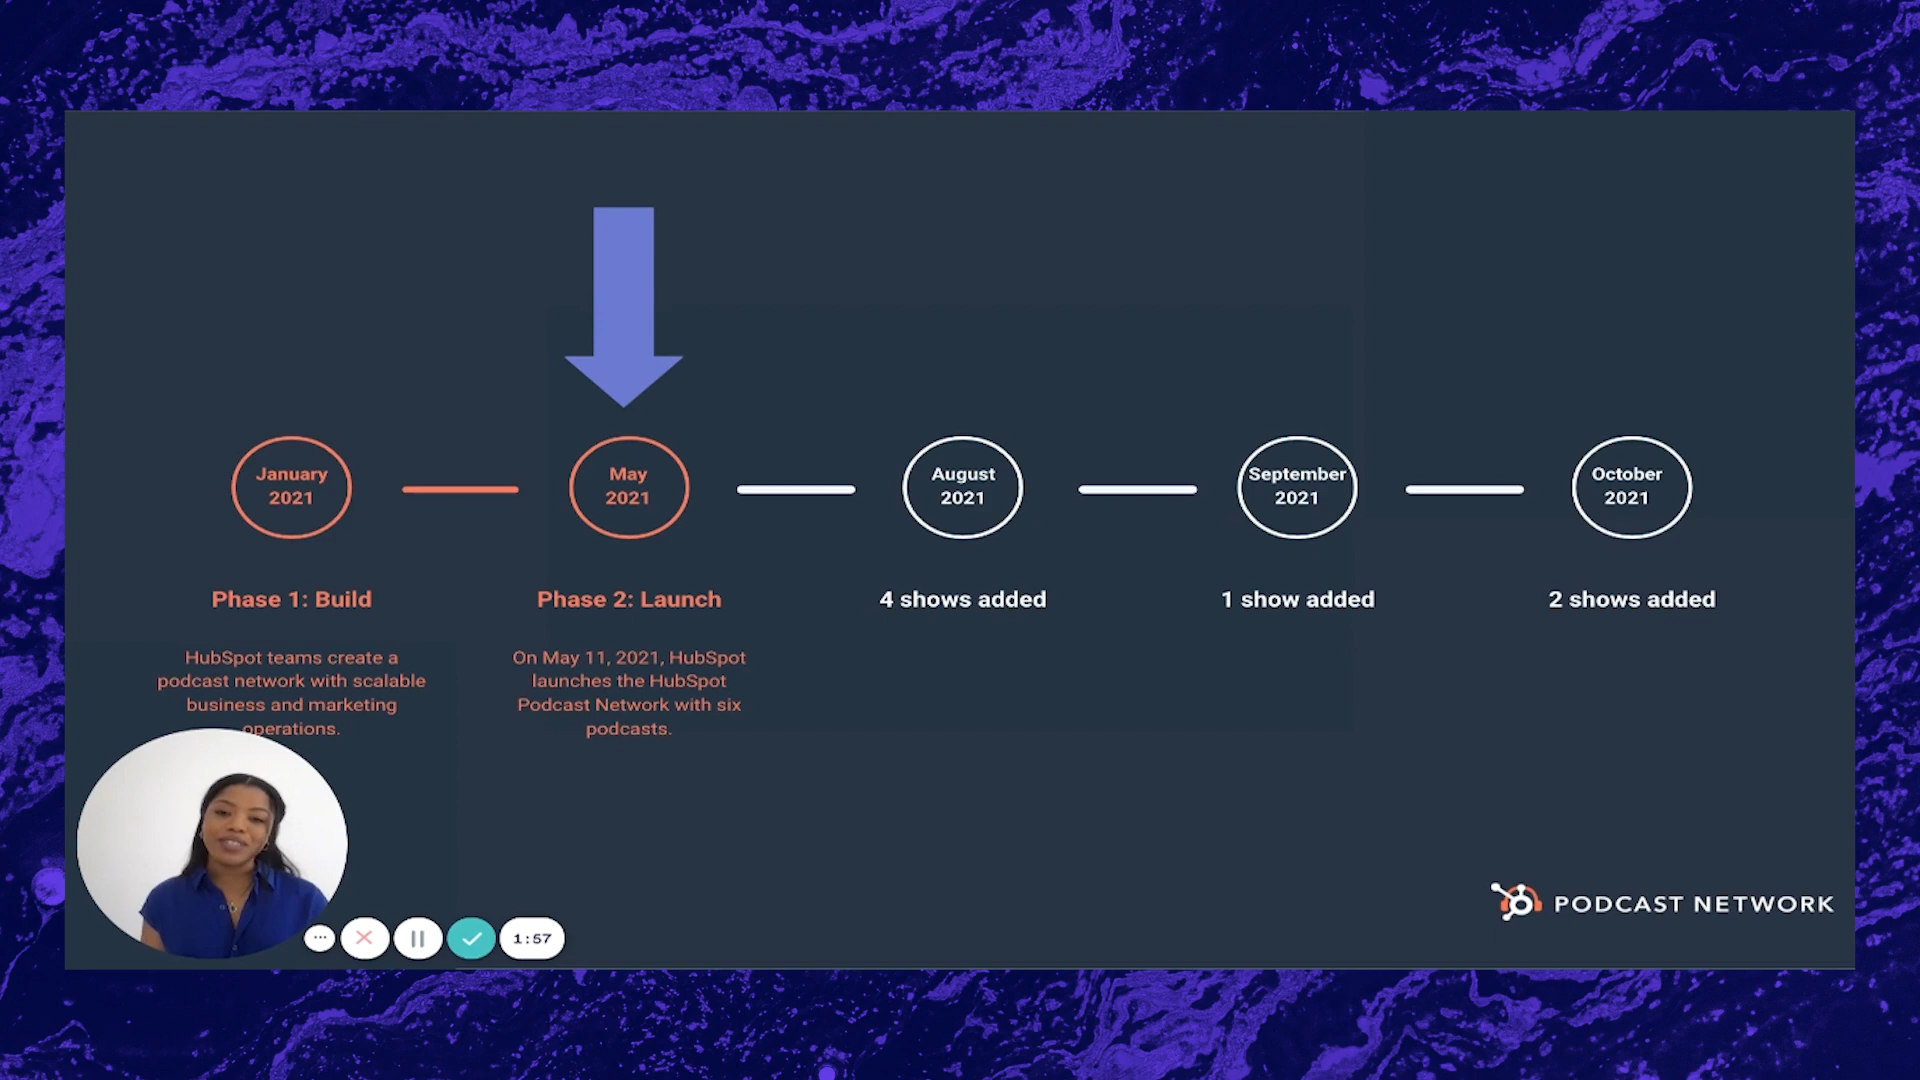 January
2021
May
2021
August
2021
September
2021
October
2021
Phase 1: Build
Phase 2: Launch
4 shows added
1 show added
2 shows added
HubSpot teams create a
podcast network with scalable
business and marketing
operations.
On May 11, 2021, HubSpot
launches the HubSpot
Podcast Network with six
podcasts.
PODCAST NETWORK
1:57